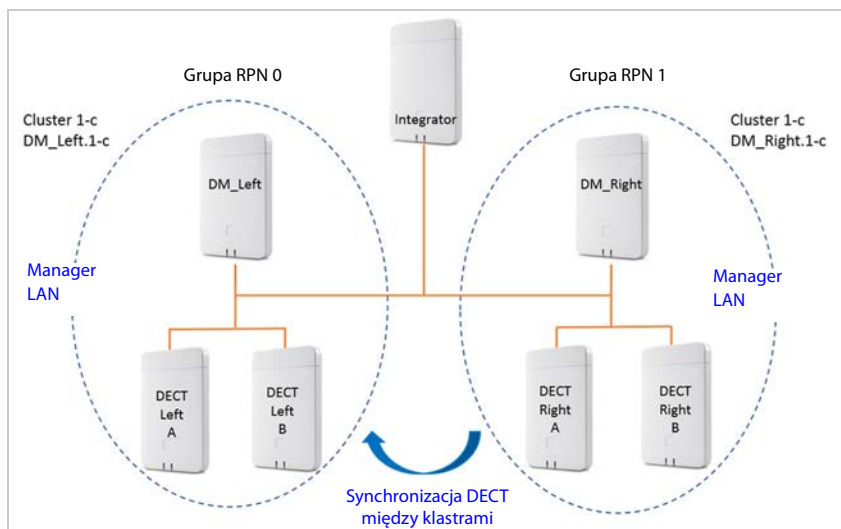 Grupa RPN 0
Grupa RPN 1
Integrator
Cluster 1-c
DM_Left.1-c
Cluster 1-c
DM_Right.1-c
DM_Left
DM_Right
Manager
LAN
Manager
LAN
DECT
Left
A
DECT
Left
B
DECT
Right
A
DECT
Right
B
Synchronizacja DECT
między klastrami